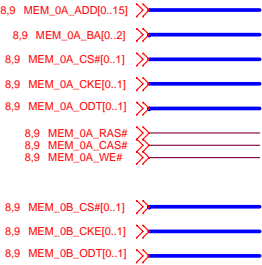 8,9 MEM_0A_ADD[0..15]
8,9 MEM_0A_BA[0..2]
8,9 MEM_0A_CS#[0..1]
8,9 MEM_0A_CKE[0..1]
8,9 MEM_0A_ODT[0..1]
8,9 MEM_0A_RAS#
8,9 MEM_0A_CAS#
8,9 MEM_0A_WE#
8,9 MEM_0B_CS#[0..1]
8,9 MEM_0B_CKE[0..1]
8,9 MEM_0B_ODT[0..1]